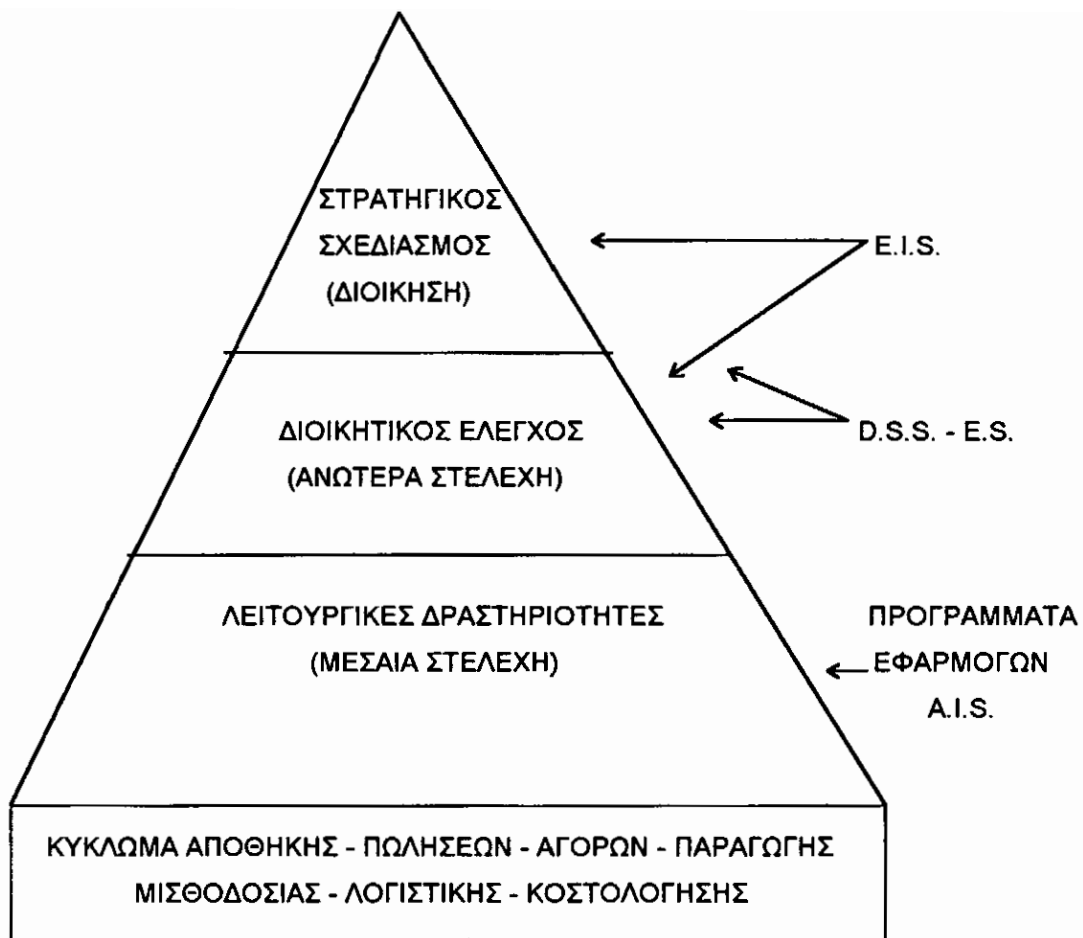 ΣΤΡΑΤΗΓΙΚΟΣ
ΣΧΕΔΙΑΣΜΟΣ
(ΔΙΟΙΚΗΣΗ)
E.I.S.
ΔΙΟΙΚΗΤΙΚΟΣ ΕΛΕΓΧΟΣ
(ΑΝΩΤΕΡΑ ΣΤΕΛΕΧΗ)
D.S.S. - E.S.
ΛΕΙΤΟΥΡΓΙΚΕΣ ΔΡΑΣΤΗΡΙΟΤΗΤΕΣ
(ΜΕΣΑΙΑ ΣΤΕΛΕΧΗ)
ΠΡΟΓΡΑΜΜΑΤΑ
ΕΦΑΡΜΟΓΩΝ
A.I.S.
ΚΥΚΛΩΜΑ ΑΠΟΘΗΚΗΣ - ΠΩΛΗΣΕΩΝ - ΑΓΟΡΩΝ - ΠΑΡΑΓΩΓΗΣ
ΜΙΣΘΟΔΟΣΙΑΣ - ΛΟΓΙΣΤΙΚΗΣ - ΚΟΣΤΟΛΟΓΗΣΗΣ